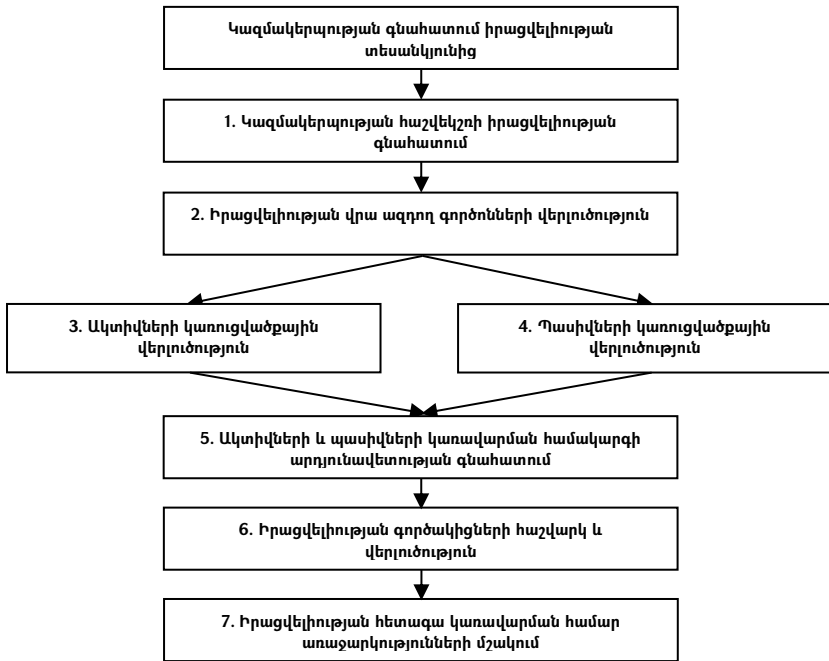 Կազմակերպության գնահատում իրացվելիության
տեսանկյունից
1. Կազմակերպության հաշվեկշռի իրացվելիության
գնահատում
2. Իրացվելիության վրա ազդող գործոնների վերլուծություն
3. Ակտիվների կառուցվածքային
վերլուծություն
4. Պասիվների կառուցվածքային
վերլուծություն
5. Ակտիվների և պասիվների կառավարման համակարգի
արդյունավետության գնահատում
6. Իրացվելիության գործակիցների հաշվարկ և
վերլուծություն
7. Իրացվելիության հետագա կառավարման համար
առաջարկությունների մշակում